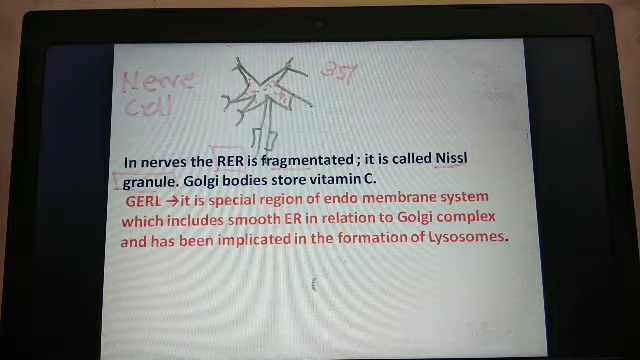 Nerve
Cell
351
In nerves the RER is fragmentated ; it is called Nissl
granule. Golgi bodies store vitamin C.
GERL →it is special region of endo membrane system
which includes smooth ER in relation to Golgi complex
and has been implicated in the formation of Lysosomes.